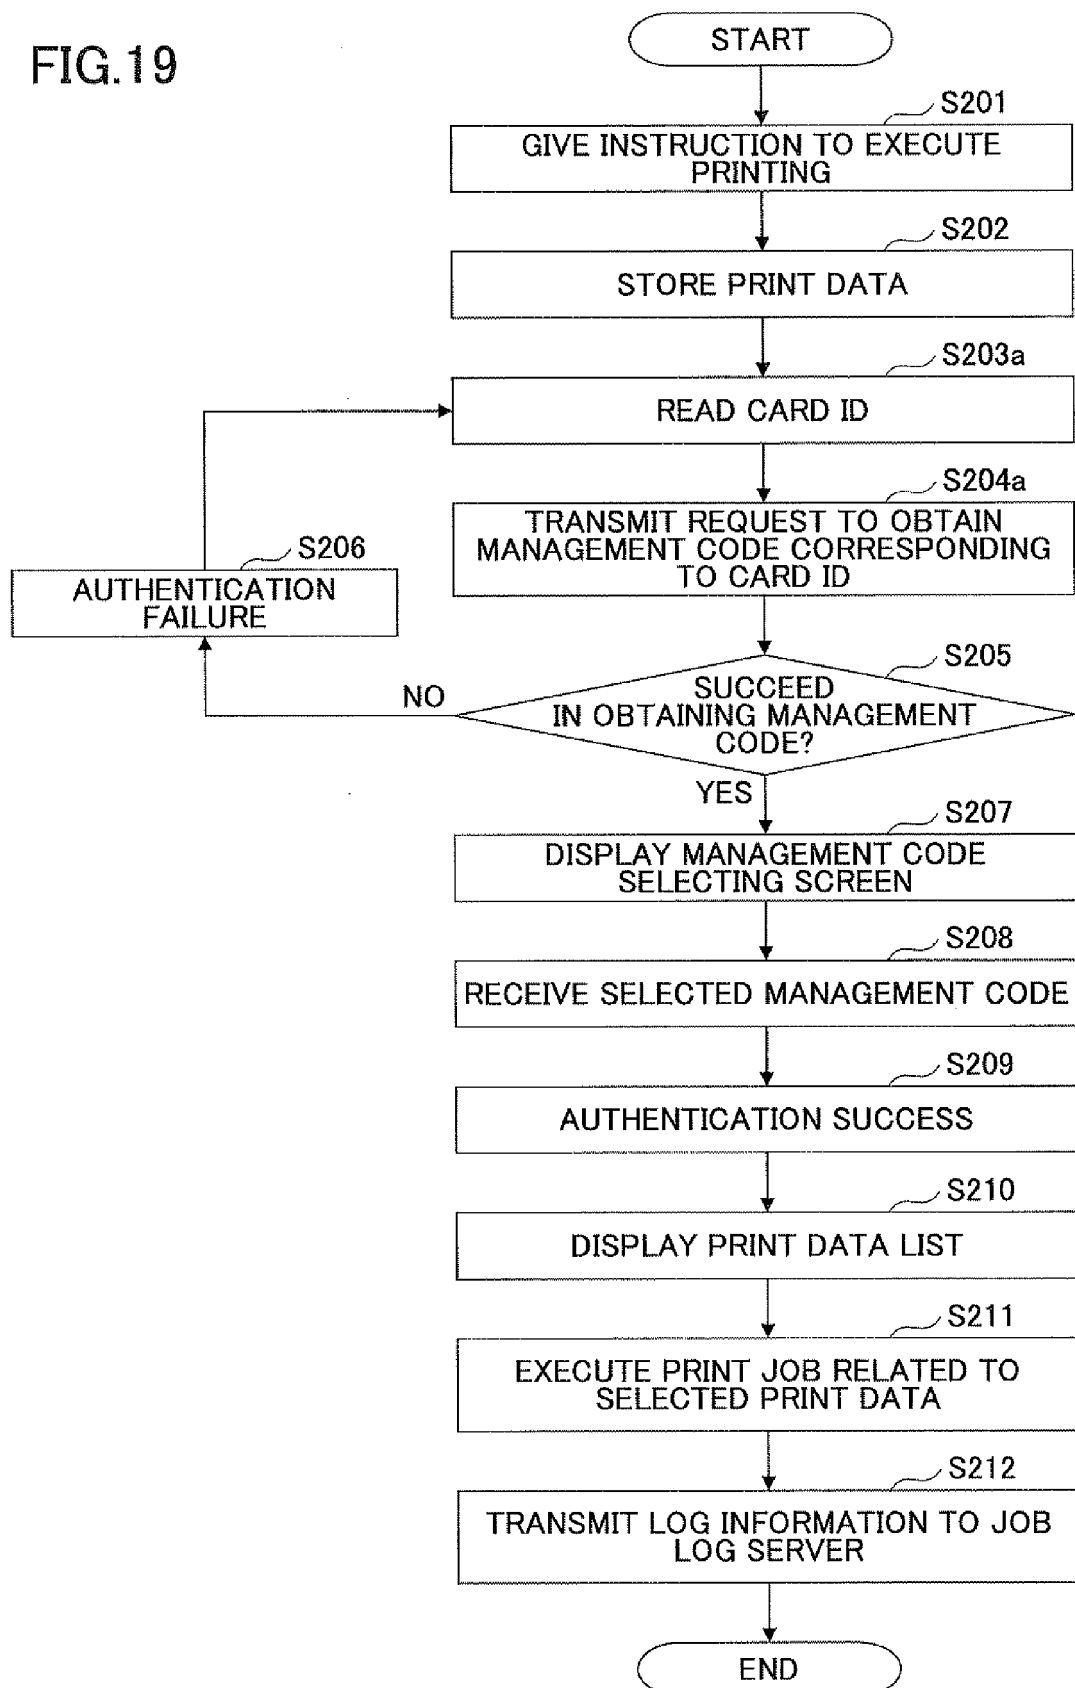 FIG.19
START
S201
GIVE INSTRUCTION TO EXECUTE
PRINTING
S202
STORE PRINT DATA
S203a
READ CARD ID
S204a
TRANSMIT REQUEST TO OBTAIN
MANAGEMENT CODE CORRESPONDING
TO CARD ID
S206
AUTHENTICATION
FAILURE
S205
SUCCEED
IN OBTAINING MANAGEMENT
CODE?
NO
YES
S207
DISPLAY MANAGEMENT CODE
SELECTING SCREEN
S208
RECEIVE SELECTED MANAGEMENT CODE
S209
AUTHENTICATION SUCCESS
S210
DISPLAY PRINT DATA LIST
S211
EXECUTE PRINT JOB RELATED TO
SELECTED PRINT DATA
S212
TRANSMIT LOG INFORMATION TO JOB
LOG SERVER
END